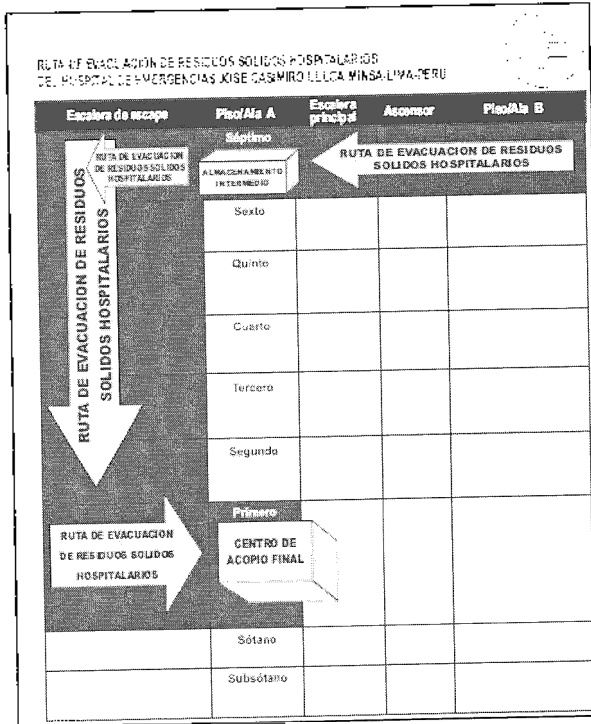 RUTA DE EVACUACION DE RESIDUOS SOLIDOS HOSPITALARIOS
DEL HOSPITAL DE EMERGENCIAS JOSE CASIMIRO ULLOA MINSA-LIMA-PERU
Escalera de escape
Piso/Ala A
Escalera
principal
Ascensor
Piso/Ala B
Séptimo
RUTA DE EVACUACION
DE RESIDUOS SOLIDOS
HOSPITALARIOS
ALMACENAMIENTO
INTERMEDIO
RUTA DE EVACUACION DE RESIDUOS
SOLIDOS HOSPITALARIOS
RUTA DE EVACUACION DE RESIDUOS
SOLIDOS HOSPITALARIOS
Sexto
Quinto
Cuarto
Tercero
Segundo
Primero
RUTA DE EVACUACION
DE RESIDUOS SOLIDOS
HOSPITALARIOS
CENTRO DE
ACOPIO FINAL
Sótano
Subsótano